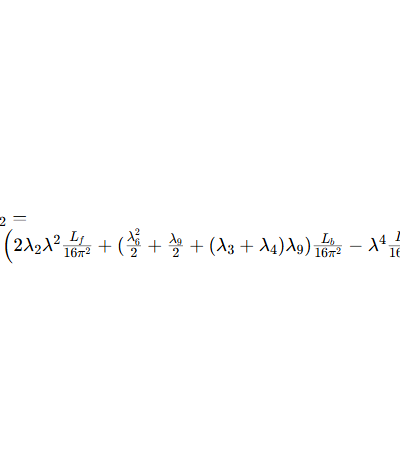 2 =
(2λ₂λ² L_f/16π² + (λ₆²/2 + λ₉/2 + (λ₃ + λ₄)λ₉) L_b/16π² − λ⁴